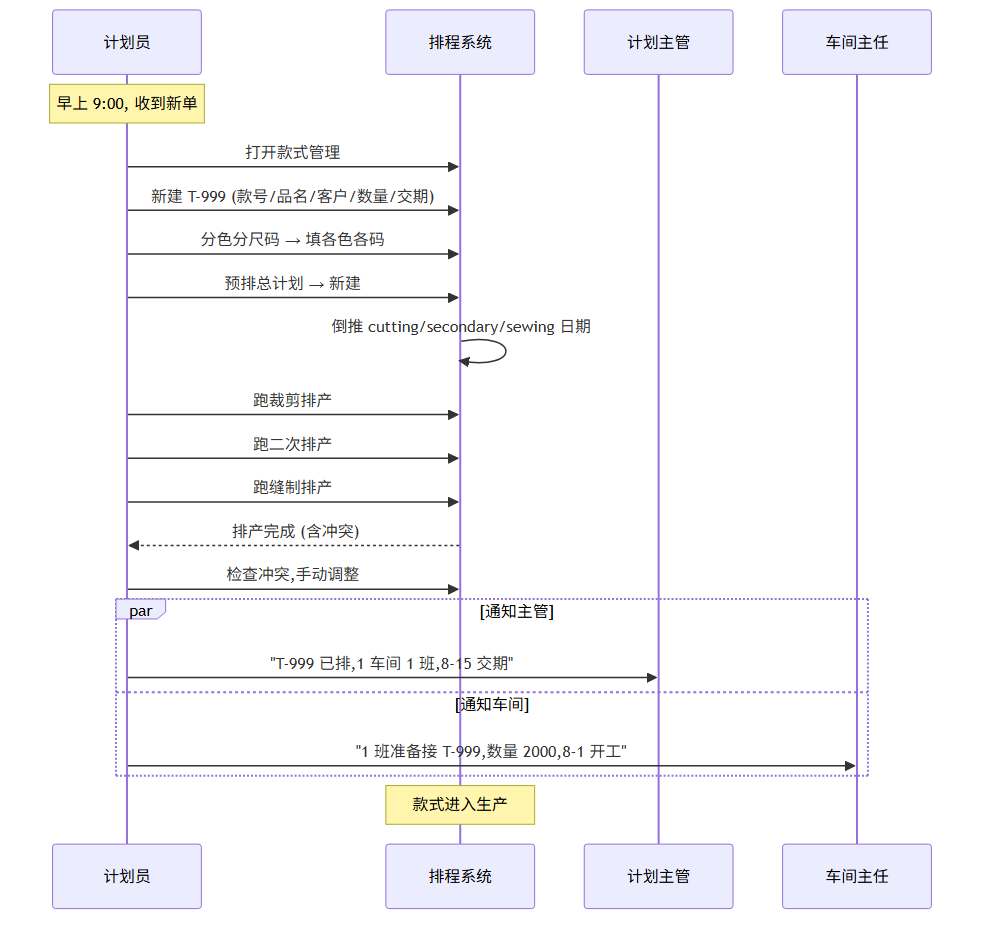 计划员
排程系统
计划主管
车间主任
早上 9:00, 收到新单
打开款式管理
新建 T-999 (款号/品名/客户/数量/交期)
分色分尺码 → 填各色各码
预排总计划 → 新建
倒推 cutting/secondary/sewing 日期
跑裁剪排产
跑二次排产
跑缝制排产
排产完成 (含冲突)
检查冲突,手动调整
par
[通知主管]
"T-999 已排,1 车间 1 班,8-15 交期"
[通知车间]
"1 班准备接 T-999,数量 2000,8-1 开工"
款式进入生产
计划员
排程系统
计划主管
车间主任